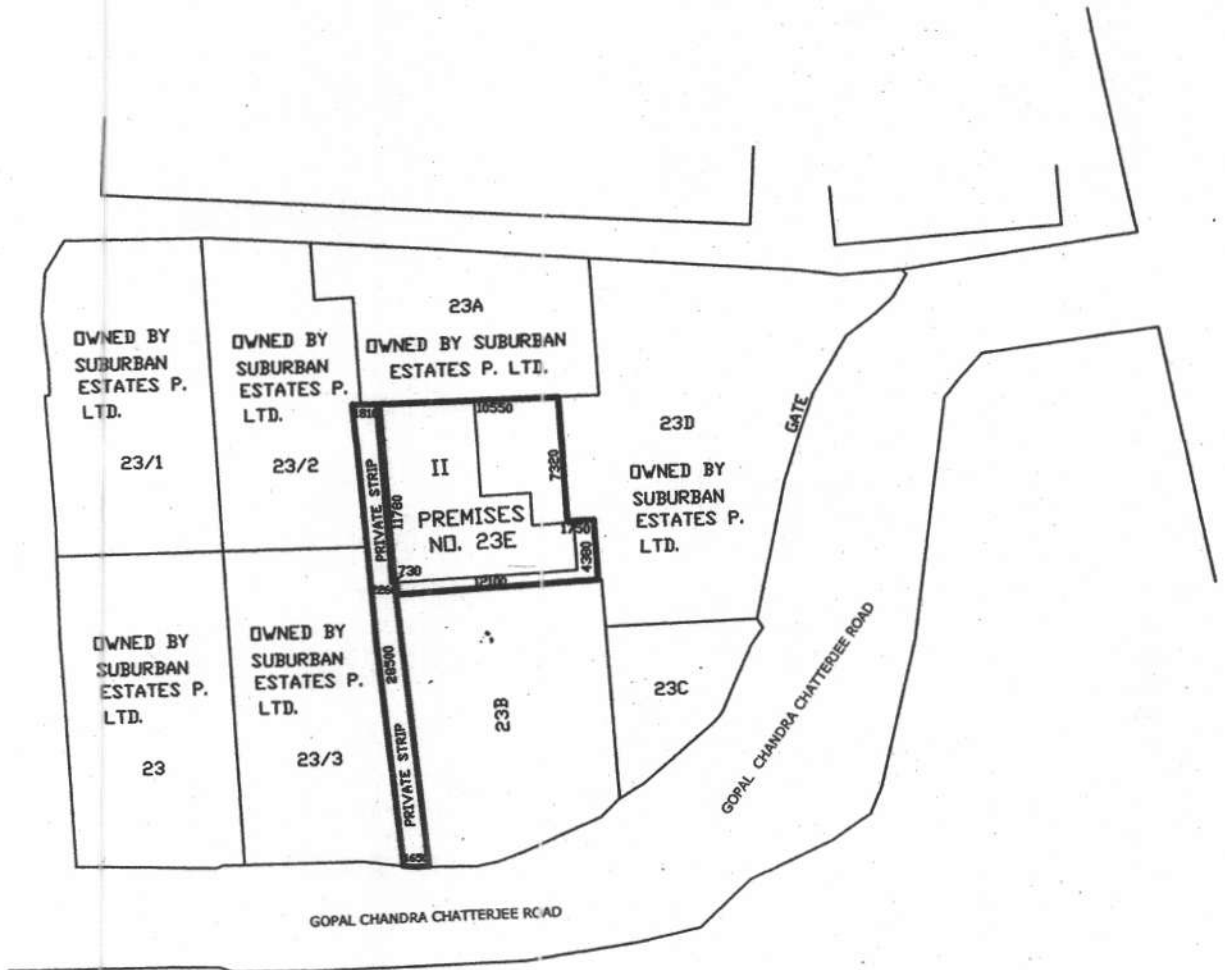 23A
OWNED BY SUBURBAN
ESTATES P. LTD.
OWNED BY
SUBURBAN
ESTATES P.
LTD.
23/1
OWNED BY
SUBURBAN
ESTATES P.
LTD.
23/2
1810
10550
7320
II
PREMISES
NO. 23E
PRIVATE STRIP
11780
1750
4380
730
12100
23D
OWNED BY
SUBURBAN
ESTATES P.
LTD.
GATE
OWNED BY
SUBURBAN
ESTATES P.
LTD.
23
OWNED BY
SUBURBAN
ESTATES P.
LTD.
23/3
28500
PRIVATE STRIP
23B
23C
GOPAL CHANDRA CHATTERJEE ROAD
GOPAL CHANDRA CHATTERJEE ROAD